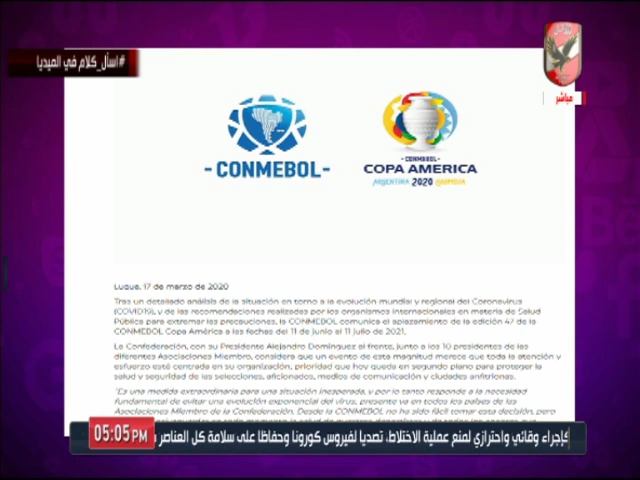 #اسأل_كلام في الميديا
مباشر
-CONMEBOL-
-CONMEBOL-
COPA AMERICA
ARGENTINA 2020 COLOMBIA
Luque, 17 de marzo de 2020
Tras un detallado análisis de la situación en torno a la evolución mundial y regional del Coronavirus
(COVID19), y de las recomendaciones realizadas por los organismos internacionales en materia de Salud
Pública para extremar las precauciones, la CONMEBOL comunica el aplazamiento de la edición 47 de la
CONMEBOL Copa América a las fechas del 11 de junio al 11 julio de 2021.
La Confederación, con su Presidente Alejandro Domínguez al frente, junto a los 10 presidentes de las
diferentes Asociaciones Miembro, considera que un evento de esta magnitud merece que toda la atención y
esfuerzo esté centrada en su organización, prioridad que hoy queda en segundo plano para proteger la
salud y seguridad de las selecciones, aficionados, medios de comunicación y ciudades anfitrionas.
"Es una medida extraordinaria para una situación inesperada, y por lo tanto responde a la necesidad
fundamental de evitar una evolución exponencial del virus, presente ya en todos los países de las
Asociaciones Miembro de la Confederación. Desde la CONMEBOL no ha sido fácil tomar esta decisión, pero
05:05 PM
كإجراء وقائي واحترازي لمنع عملية الاختلاط، تصديا لفيروس كورونا وحفاظا على سلامة كل العناصر